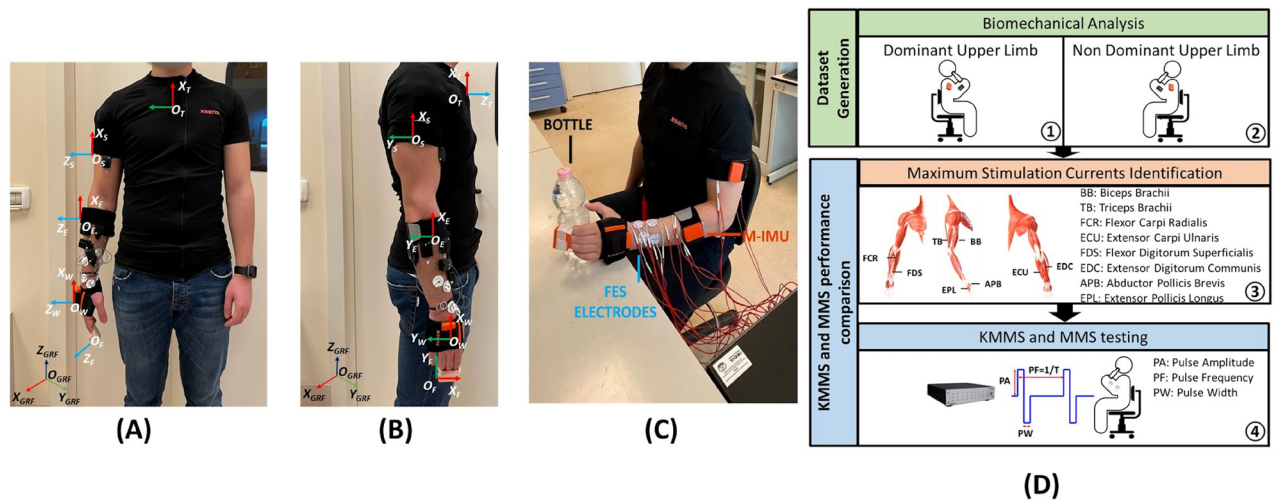 xsens
X_T
O_T
X_S
Z_S
O_S
X_E
Z_E
O_E
X_W
Z_W
O_W
O_F
Z_F
Z_GRF
O_GRF
X_GRF
Y_GRF
(A)
O_T
Z_T
X_S
Y_S
O_S
X_E
Y_E
O_E
X_W
Y_W
O_W
O_F
X_F
Z_GRF
O_GRF
X_GRF
Y_GRF
(B)
xsens
BOTTLE
M-IMU
FES
ELECTRODES
(C)
Dataset
Generation
Biomechanical Analysis
Dominant Upper Limb
Non Dominant Upper Limb
1
2
KMMS and MMS performance
comparison
Maximum Stimulation Currents Identification
FCR
FDS
TB
BB
EPL
APB
ECU
EDC
BB: Biceps Brachii
TB: Triceps Brachii
FCR: Flexor Carpi Radialis
ECU: Extensor Carpi Ulnaris
FDS: Flexor Digitorum Superficialis
EDC: Extensor Digitorum Communis
APB: Abductor Pollicis Brevis
EPL: Extensor Pollicis Longus
3
KMMS and MMS testing
PA
PF=1/T
PW
PA: Pulse Amplitude
PF: Pulse Frequency
PW: Pulse Width
4
(D)